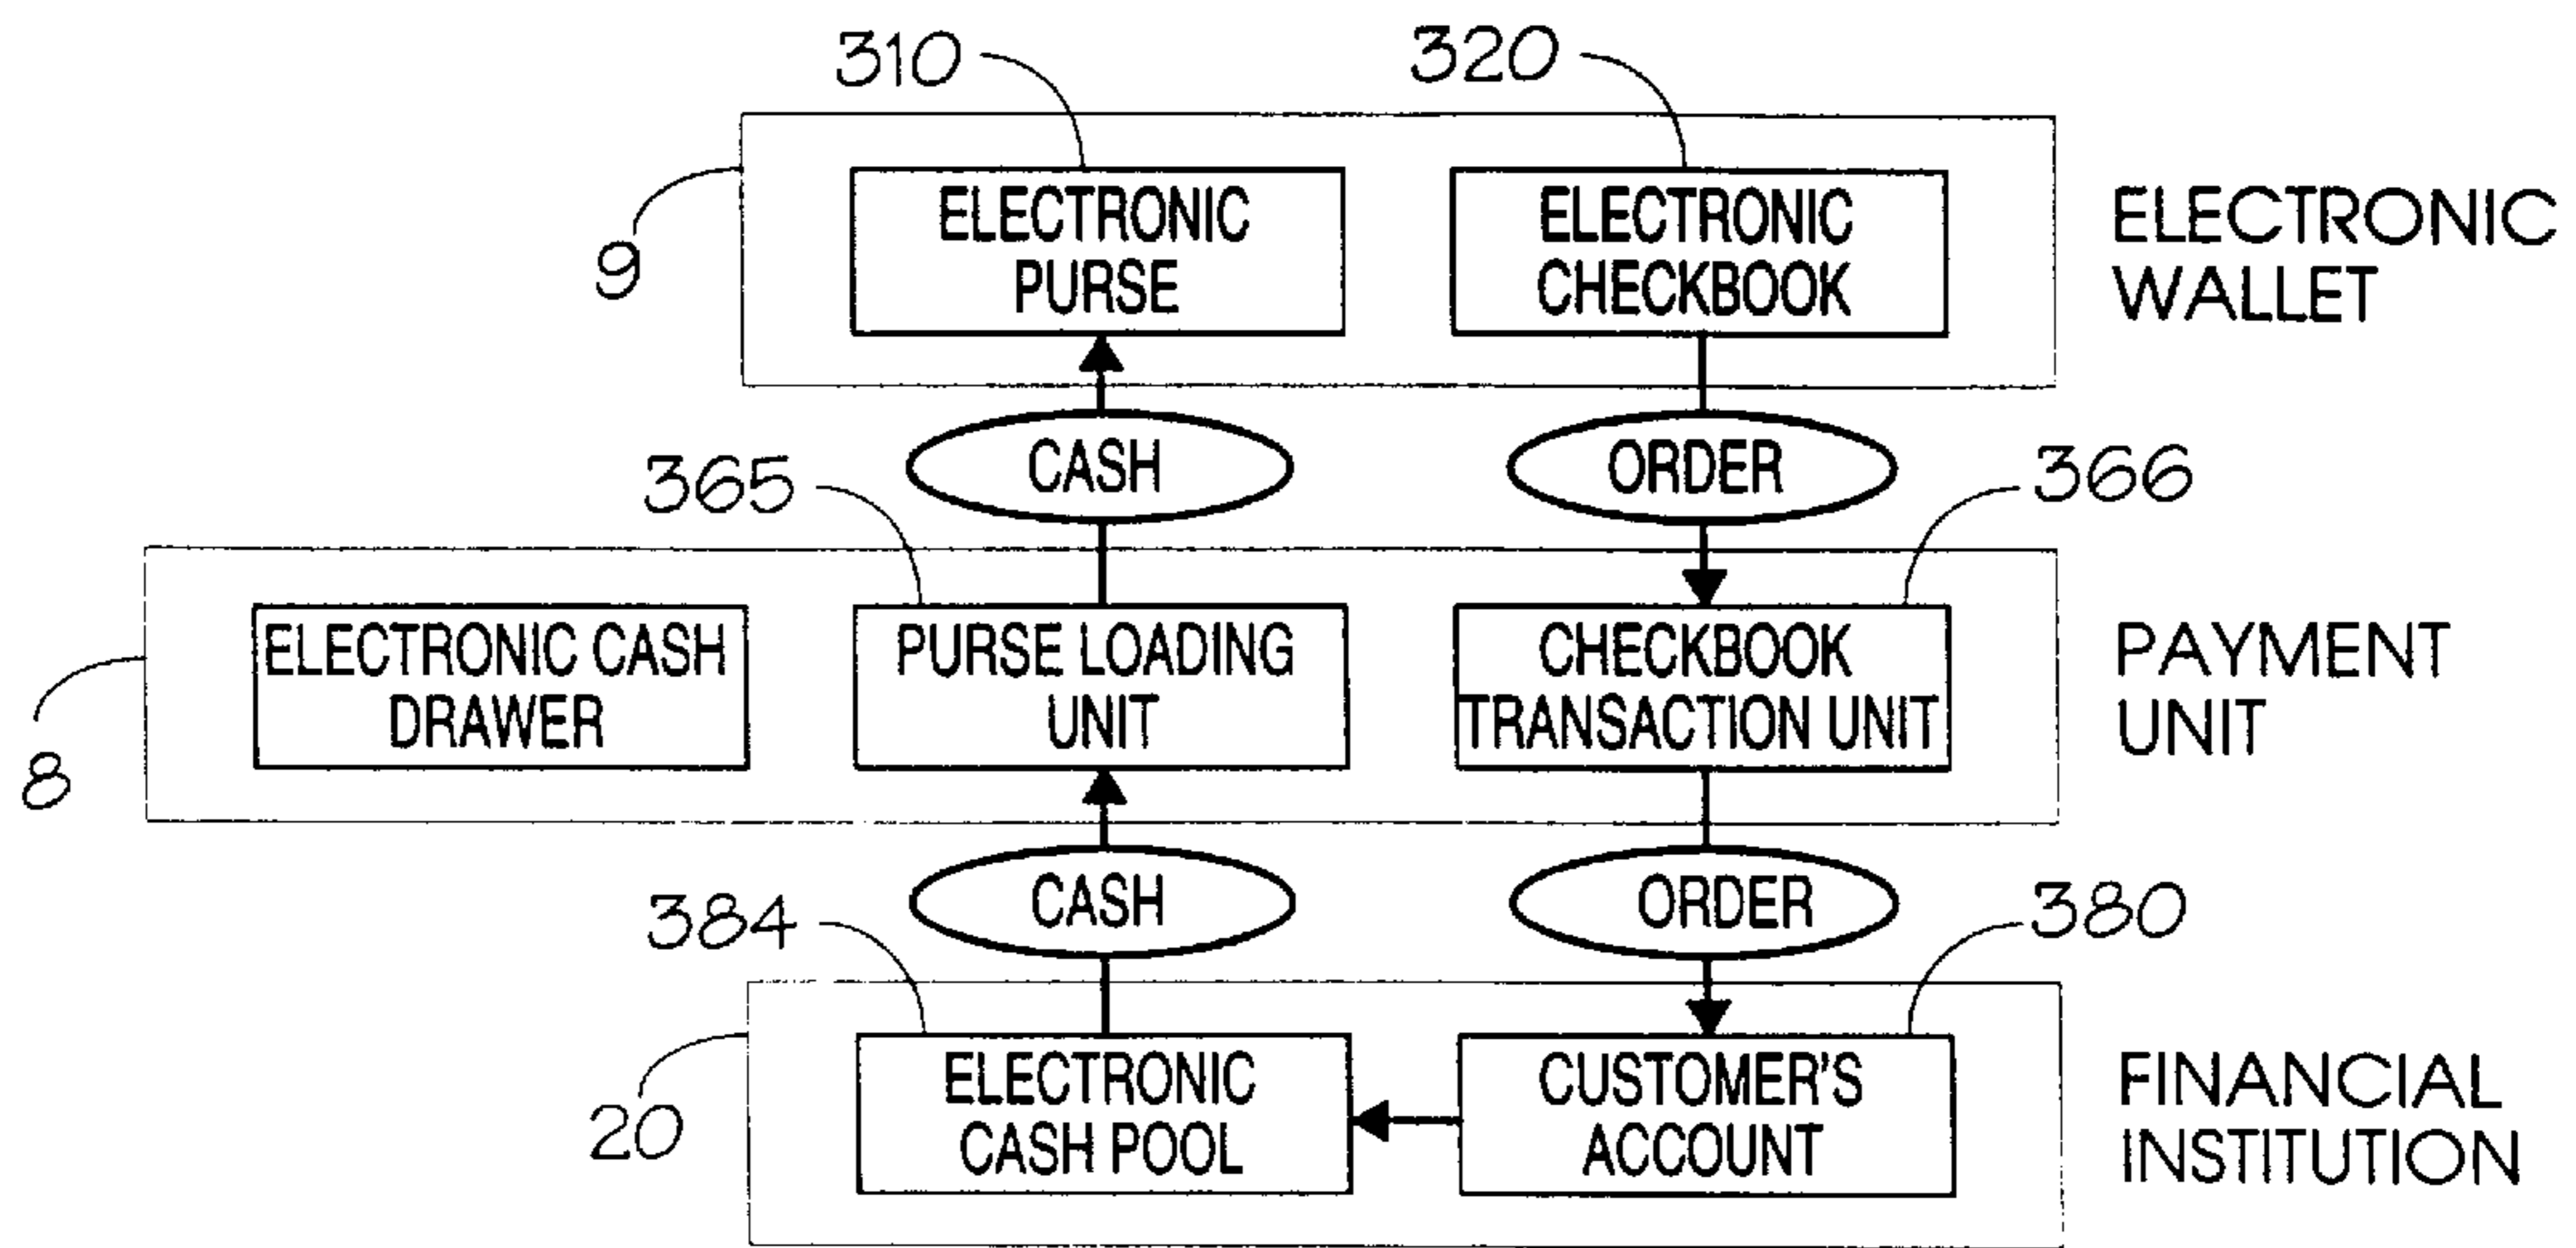 310
320
ELECTRONIC
PURSE
ELECTRONIC
CHECKBOOK
ELECTRONIC
WALLET
9
CASH
ORDER
365
366
ELECTRONIC CASH
DRAWER
PURSE LOADING
UNIT
CHECKBOOK
TRANSACTION UNIT
PAYMENT
UNIT
8
CASH
ORDER
384
380
ELECTRONIC
CASH POOL
CUSTOMER'S
ACCOUNT
FINANCIAL
INSTITUTION
20